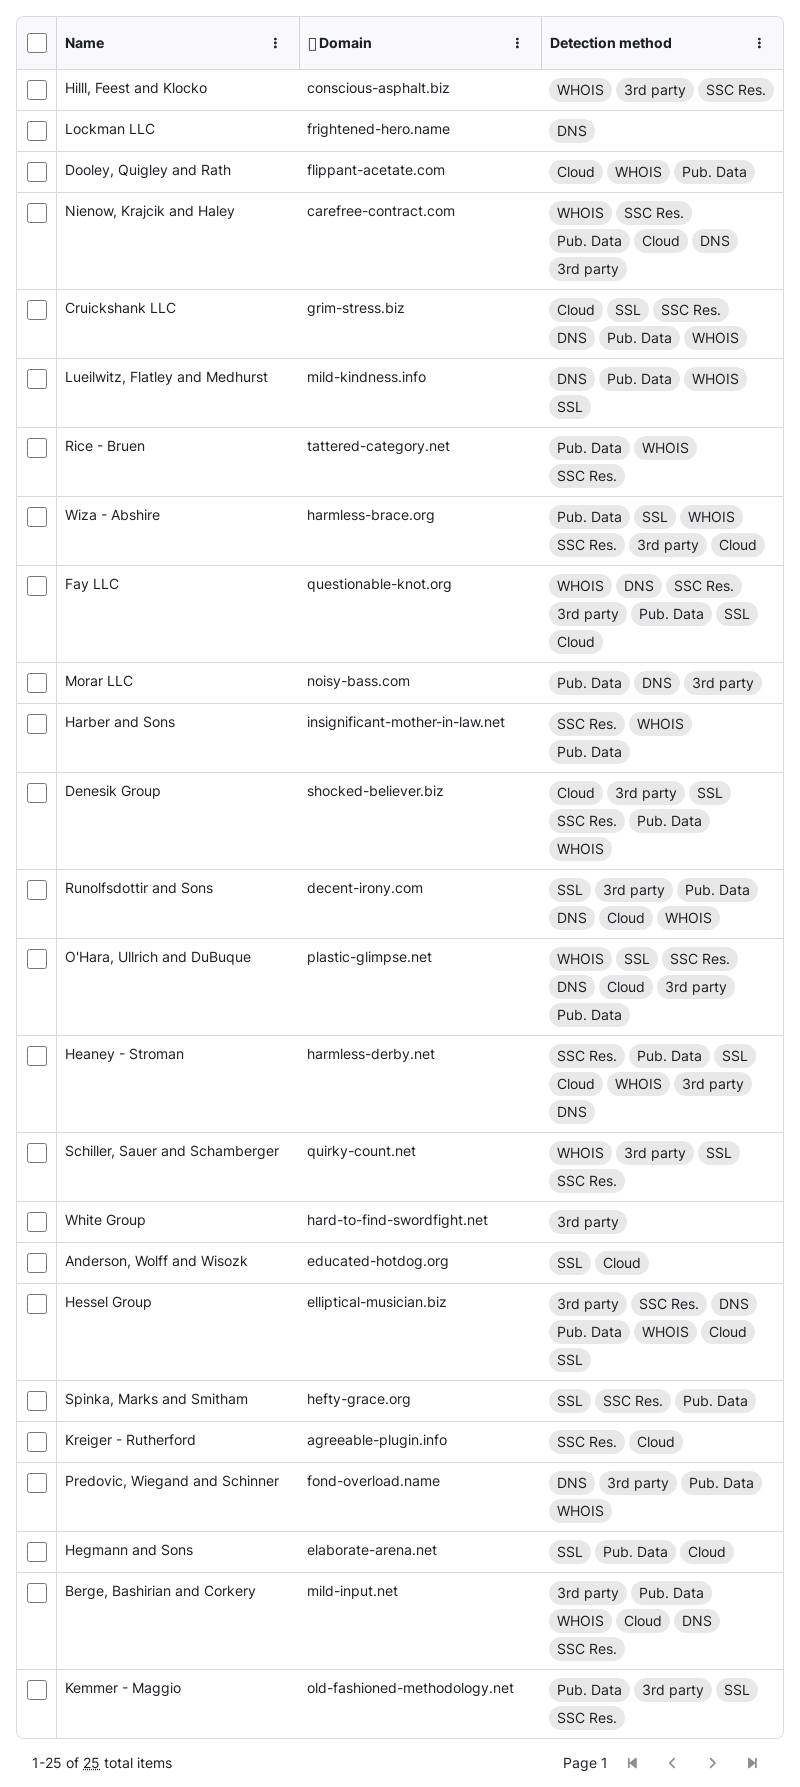 Name Domain Detection method
Hilll, Feest and Klocko conscious-asphalt.biz WHOIS 3rd party SSC Res.
Lockman LLC frightened-hero.name DNS
Dooley, Quigley and Rath flippant-acetate.com Cloud WHOIS Pub. Data
Nienow, Krajcik and Haley carefree-contract.com WHOIS SSC Res.
Pub. Data Cloud DNS
3rd party
Cruickshank LLC grim-stress.biz Cloud SSL SSC Res.
DNS Pub. Data WHOIS
Lueilwitz, Flatley and Medhurst mild-kindness.info DNS Pub. Data WHOIS
SSL
Rice - Bruen tattered-category.net Pub. Data WHOIS
SSC Res.
Wiza - Abshire harmless-brace.org Pub. Data SSL WHOIS
SSC Res. 3rd party Cloud
Fay LLC questionable-knot.org WHOIS DNS SSC Res.
3rd party Pub. Data SSL
Cloud
Morar LLC noisy-bass.com Pub. Data DNS 3rd party
Harber and Sons insignificant-mother-in-law.net SSC Res. WHOIS
Pub. Data
Denesik Group shocked-believer.biz Cloud 3rd party SSL
SSC Res. Pub. Data
WHOIS
Runolfsdottir and Sons decent-irony.com SSL 3rd party Pub. Data
DNS Cloud WHOIS
O'Hara, Ullrich and DuBuque plastic-glimpse.net WHOIS SSL SSC Res.
DNS Cloud 3rd party
Pub. Data
Heaney - Stroman harmless-derby.net SSC Res. Pub. Data SSL
Cloud WHOIS 3rd party
DNS
Schiller, Sauer and Schamberger quirky-count.net WHOIS 3rd party SSL
SSC Res.
White Group hard-to-find-swordfight.net 3rd party
Anderson, Wolff and Wisozk educated-hotdog.org SSL Cloud
Hessel Group elliptical-musician.biz 3rd party SSC Res. DNS
Pub. Data WHOIS Cloud
SSL
Spinka, Marks and Smitham hefty-grace.org SSL SSC Res. Pub. Data
Kreiger - Rutherford agreeable-plugin.info SSC Res. Cloud
Predovic, Wiegand and Schinner fond-overload.name DNS 3rd party Pub. Data
WHOIS
Hegmann and Sons elaborate-arena.net SSL Pub. Data Cloud
Berge, Bashirian and Corkery mild-input.net 3rd party Pub. Data
WHOIS Cloud DNS
SSC Res.
Kemmer - Maggio old-fashioned-methodology.net Pub. Data 3rd party SSL
SSC Res.
1-25 of 25 total items Page 1